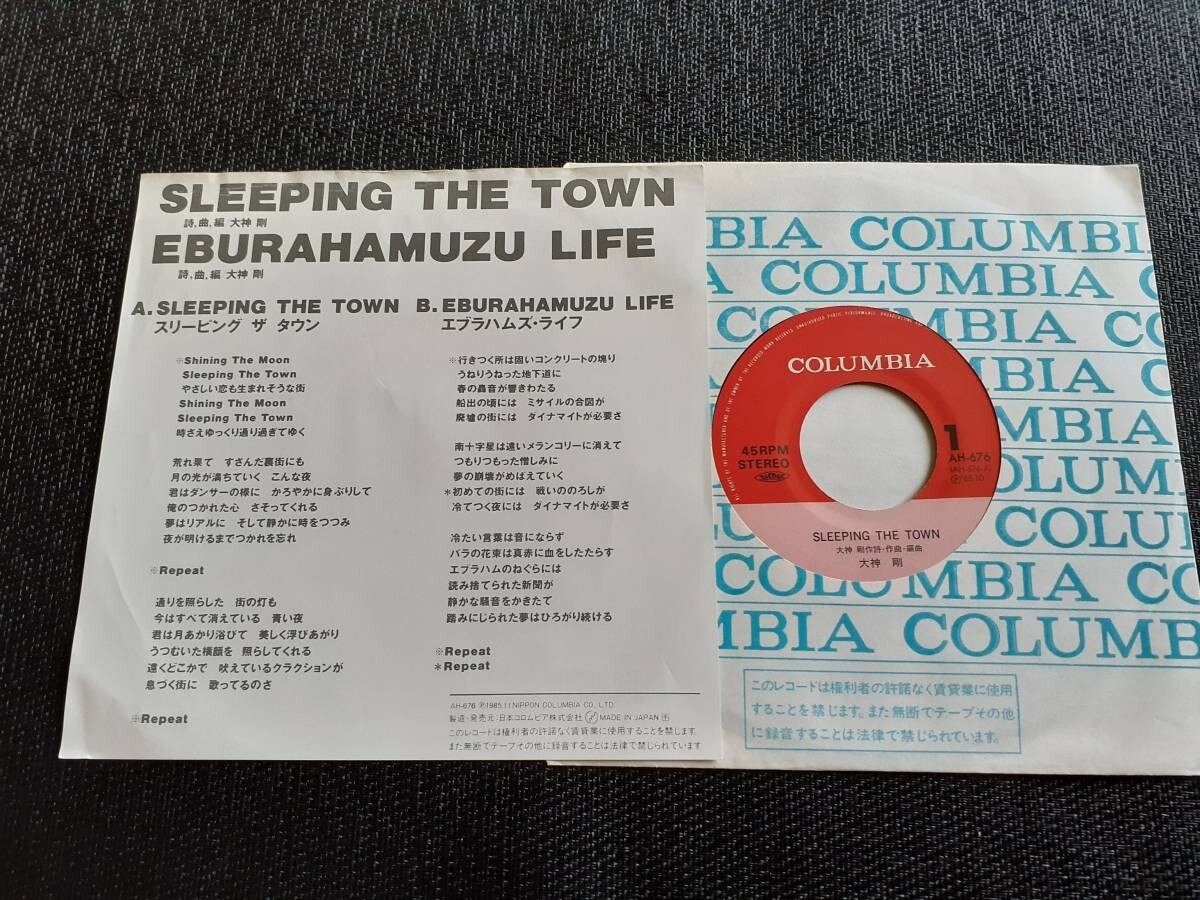 SLEEPING THE TOWN
詩、曲、編 大神 剛
EBURAHAMUZU LIFE
詩、曲、編 大神 剛
A. SLEEPING THE TOWN
スリーピング ザ タウン
※Shining The Moon
Sleeping The Town
やさしい恋も生まれそうな街
Shining The Moon
Sleeping The Town
時さえゆっくり通り過ぎてゆく
荒れ果て すさんだ裏街にも
月の光が満ちていく こんな夜
君はダンサーの様に かろやかに身ぶりして
俺のつかれた心 さそってくれる
夢はリアルに そして静かに時をつつみ
夜が明けるまでつかれを忘れ
※Repeat
通りを照らした 街の灯も
今はすべて消えている 青い夜
君は月あかり浴びて 美しく浮びあがり
うつむいた横顔を 照らしてくれる
遠くどこかで 吠えているクラクションが
息づく街に 歌ってるのさ
※Repeat
B. EBURAHAMUZU LIFE
エブラハムズ・ライフ
※行きつく所は固いコンクリートの塊り
うねりうねった地下道に
春の轟音が響きわたる
船出の頃には ミサイルの合図が
廃墟の街には ダイナマイトが必要さ
南十字星は遠いメランコリーに消えて
つもりつもった憎しみに
夢の崩壊がめばえていく
*初めての街には 戦いののろしが
冷てつく夜には ダイナマイトが必要さ
冷たい言葉は音にならず
バラの花束は真赤に血をしたたらす
エブラハムのねぐらには
読み捨てられた新聞が
静かな騒音をかきたて
踏みにじられた夢はひろがり続ける
※Repeat
*Repeat
AH-676 Ⓟ1985.11 NIPPON COLUMBIA CO., LTD.
製造・発売元:日本コロムビア株式会社 MADE IN JAPAN
このレコードは権利者の許諾なく賃貸業に使用することを禁じます。
また無断でテープその他に録音することは法律で禁じられています
BIA COLUMBI
A COLUMBIA C
COLUMBIA
45RPM
STEREO
1
AH-676
(AH-676-A)
Ⓟ85.10
SLEEPING THE TOWN
大神 剛作詩・作曲・編曲
大神 剛
COLUM
COLUMBIA
MBIA COLUMB
このレコードは権利者の許諾なく賃貸業に使用
することを禁じます。また無断でテープその他
に録音することは法律で禁じられています。